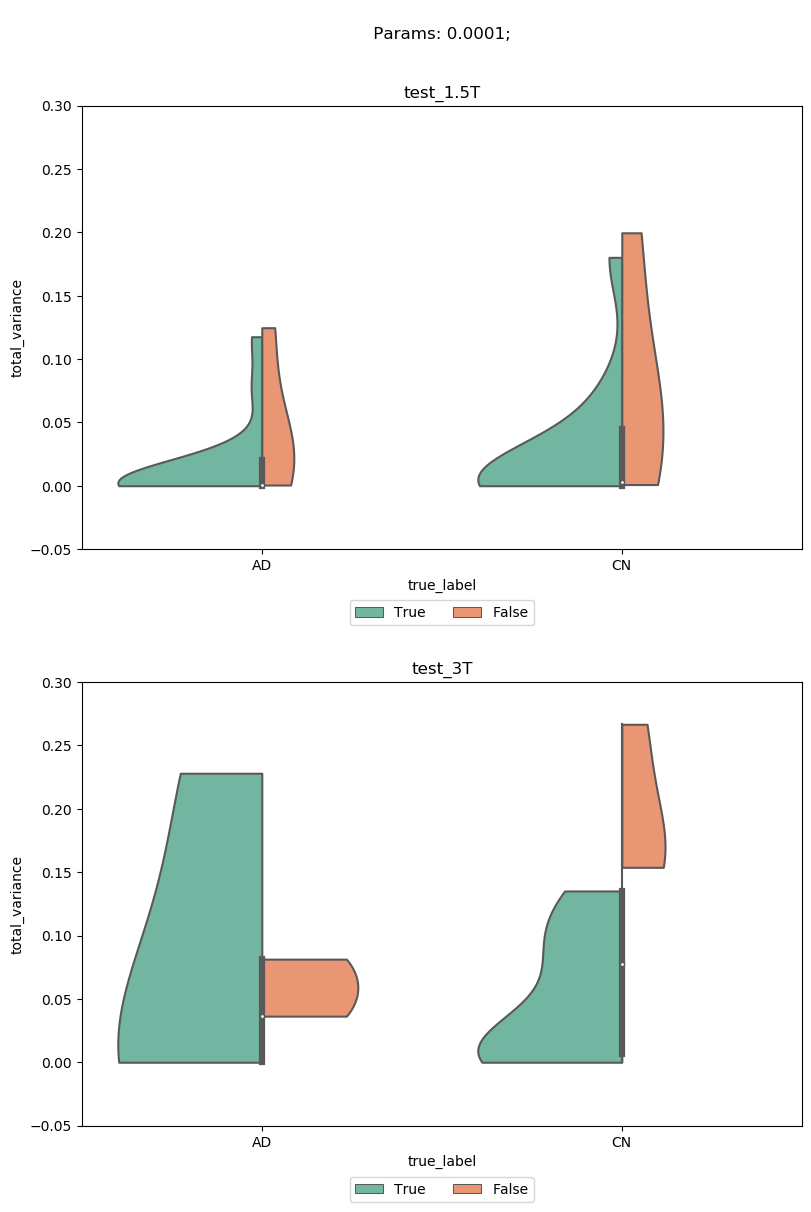 Params: 0.0001;
test_1.5T
0.30
0.25
0.20
0.15
0.10
0.05
0.00
−0.05
total_variance
AD CN
true_label
True False
test_3T
0.30
0.25
0.20
0.15
0.10
0.05
0.00
−0.05
total_variance
AD CN
true_label
True False